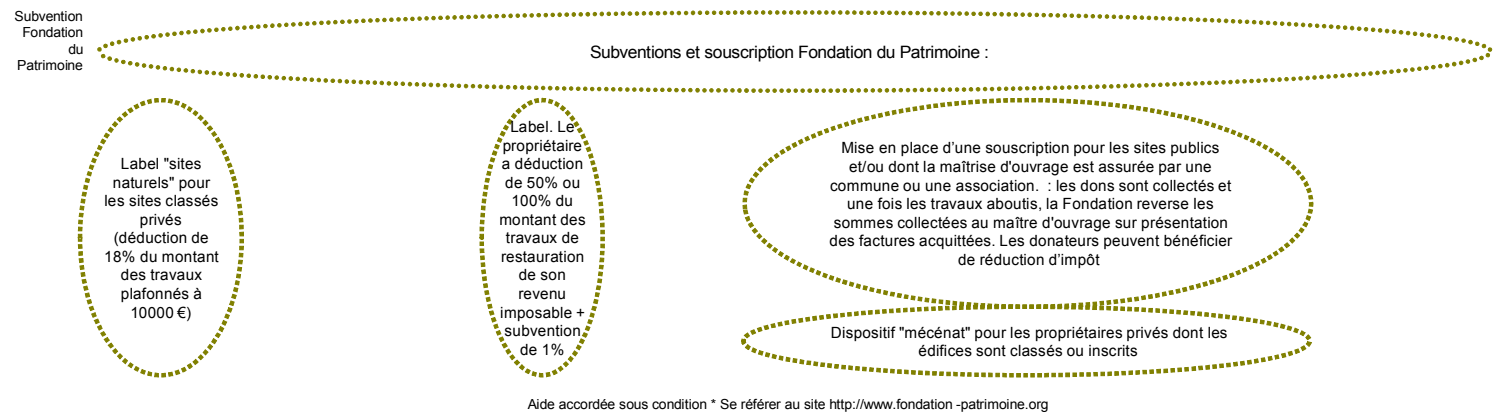 Subvention
Fondation
du
Patrimoine
Subventions et souscription Fondation du Patrimoine :
Label "sites
naturels" pour
les sites classés
privés
(déduction de
18% du montant
des travaux
plafonnés à
10000 €)
Label. Le
propriétaire
a déduction
de 50% ou
100% du
montant des
travaux de
restauration
de son
revenu
imposable +
subvention
de 1%
Mise en place d'une souscription pour les sites publics
et/ou dont la maîtrise d'ouvrage est assurée par une
commune ou une association.  : les dons sont collectés et
une fois les travaux aboutis, la Fondation reverse les
sommes collectées au maître d'ouvrage sur présentation
des factures acquittées. Les donateurs peuvent bénéficier
de réduction d'impôt
Dispositif "mécénat" pour les propriétaires privés dont les
édifices sont classés ou inscrits
Aide accordée sous condition * Se référer au site http://www.fondation -patrimoine.org